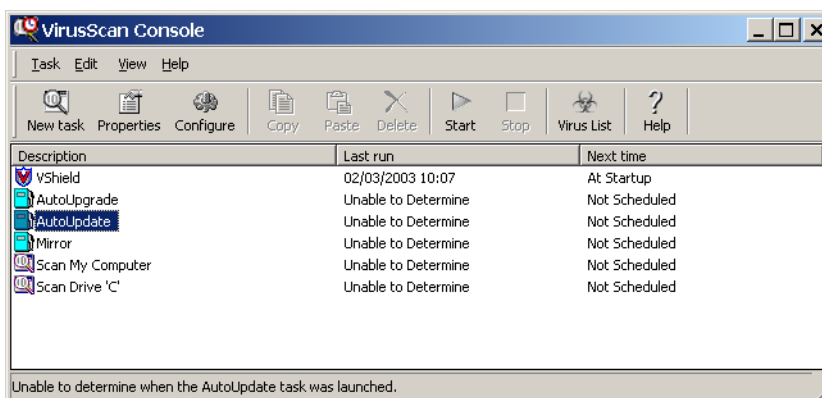 VirusScan Console
Task Edit View Help
New task Properties Configure Copy Paste Delete Start Stop Virus List Help
Description Last run Next time
VShield 02/03/2003 10:07 At Startup
AutoUpgrade Unable to Determine Not Scheduled
AutoUpdate Unable to Determine Not Scheduled
Mirror Unable to Determine Not Scheduled
Scan My Computer Unable to Determine Not Scheduled
Scan Drive 'C' Unable to Determine Not Scheduled
Unable to determine when the AutoUpdate task was launched.